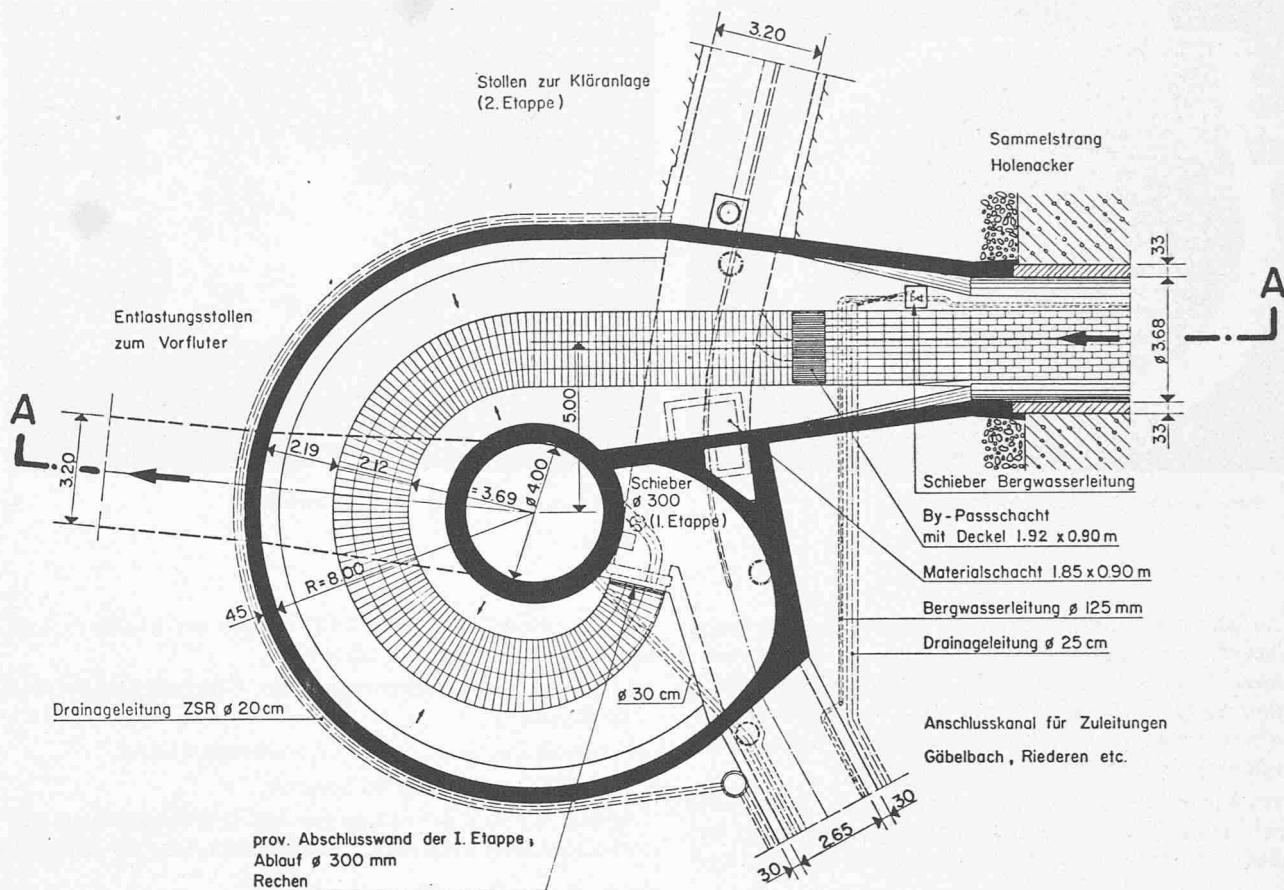 3.20
Stollen zur Kläranlage
(2. Etappe)
Sammelstrang
Holenacker
33
A
ø 3.68
33
Entlastungsstollen
zum Vorfluter
A
3.20
2.19
2.12
= 3.69
ø 4.00
5.00
R = 8.00
45
Schieber
ø 300
(I. Etappe)
Schieber Bergwasserleitung
By-Passschacht
mit Deckel 1.92 x 0.90 m
Materialschacht 1.85 x 0.90 m
Bergwasserleitung ø 125 mm
Drainageleitung ø 25 cm
ø 30 cm
Drainageleitung ZSR ø 20 cm
Anschlusskanal für Zuleitungen
Gäbelbach, Riederen etc.
30
2.65
30
prov. Abschlusswand der I. Etappe;
Ablauf ø 300 mm
Rechen